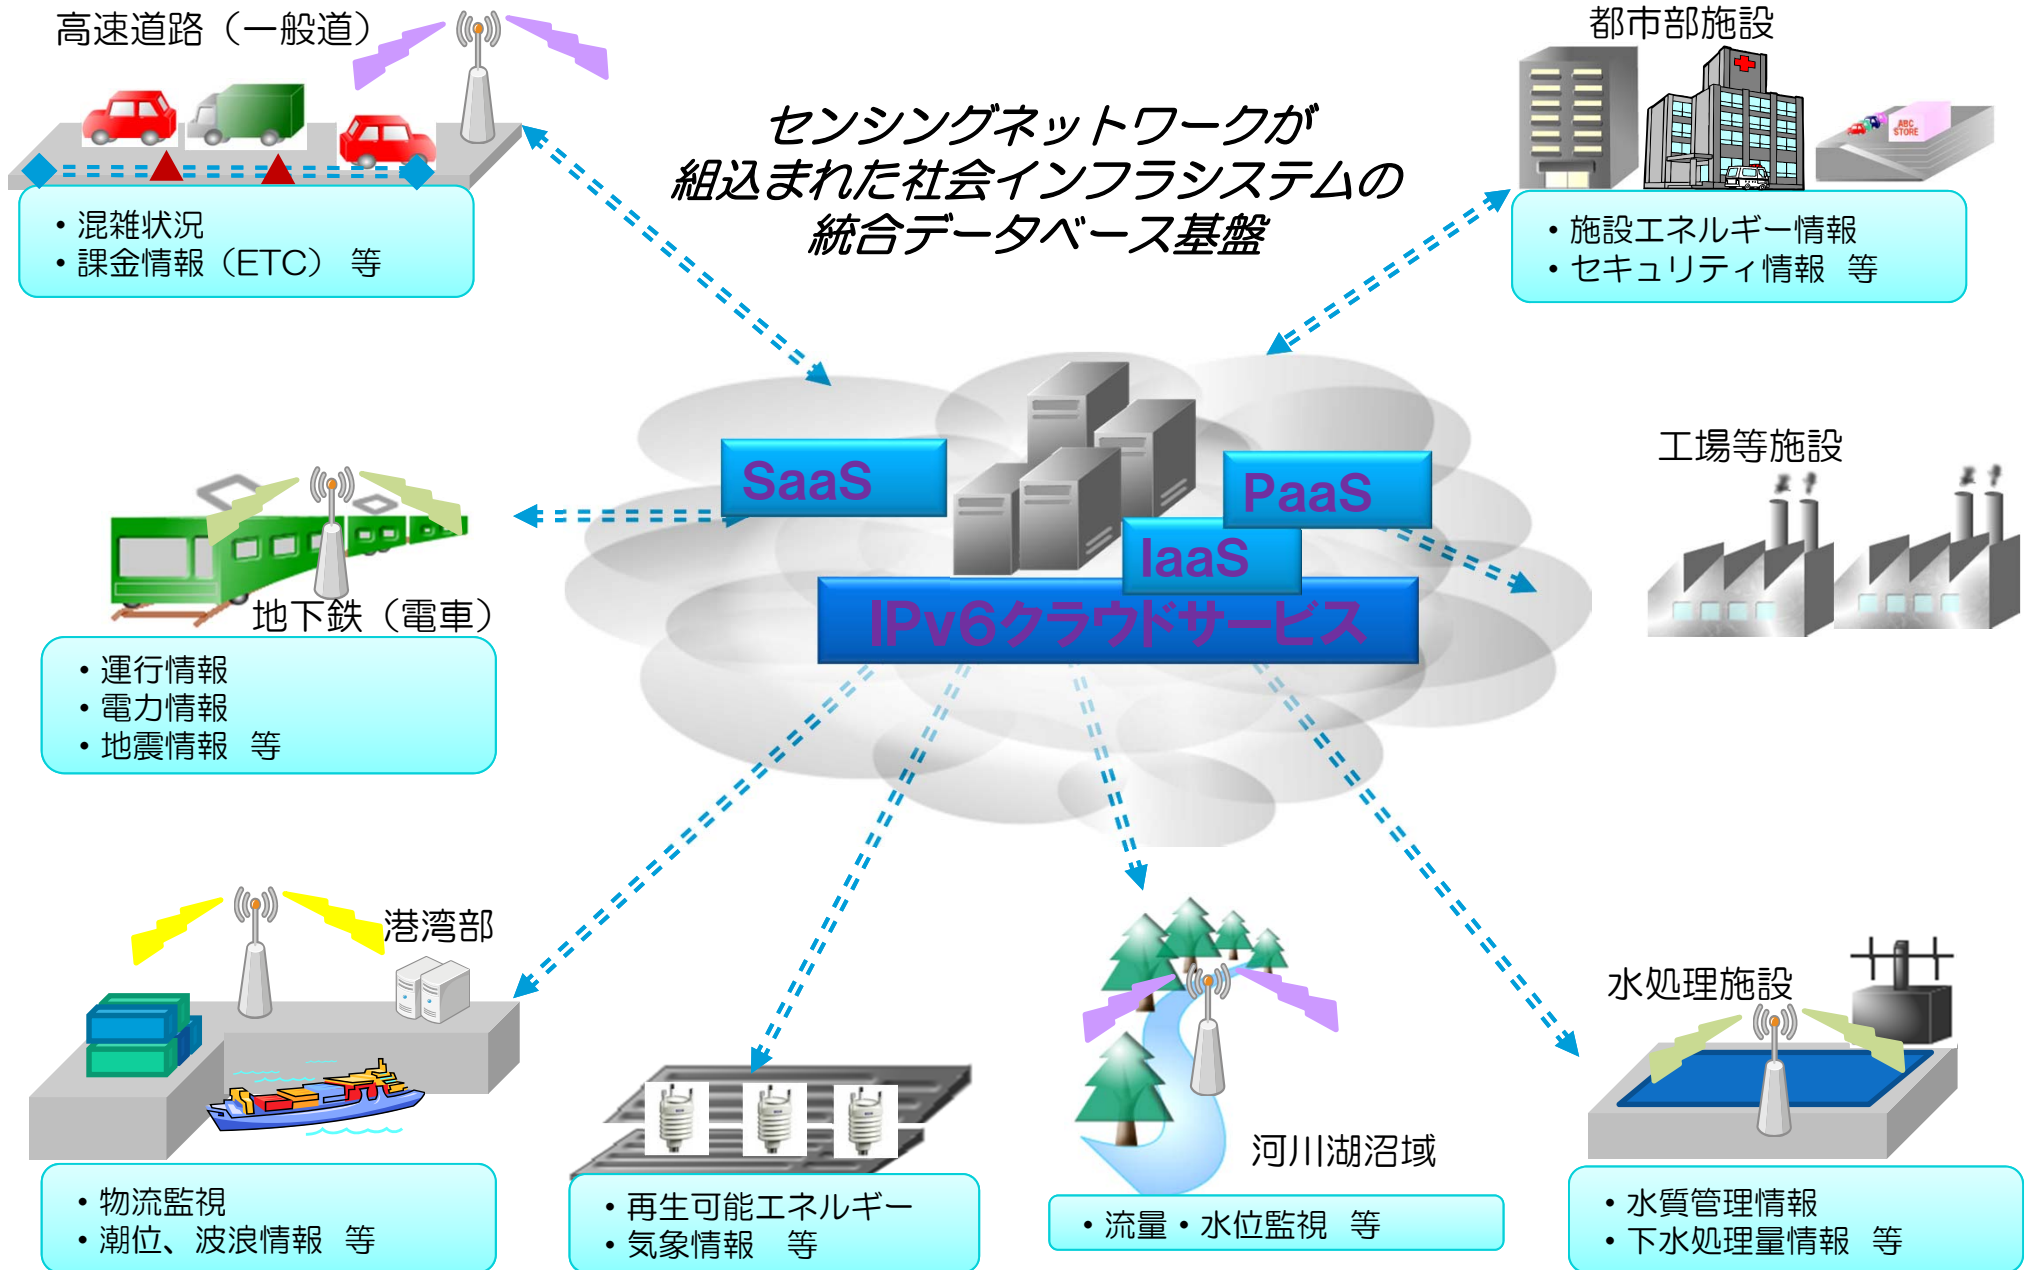 高速道路（一般道）
都市部施設
ABC
STORE
センシングネットワークが
組込まれた社会インフラシステムの
統合データベース基盤
・混雑状況
・課金情報（ETC） 等
・施設エネルギー情報
・セキュリティ情報 等
工場等施設
SaaS
PaaS
IaaS
IPv6クラウドサービス
地下鉄（電車）
・運行情報
・電力情報
・地震情報 等
港湾部
水処理施設
河川湖沼域
・物流監視
・潮位、波浪情報 等
・再生可能エネルギー
・気象情報 等
・流量・水位監視 等
・水質管理情報
・下水処理量情報 等